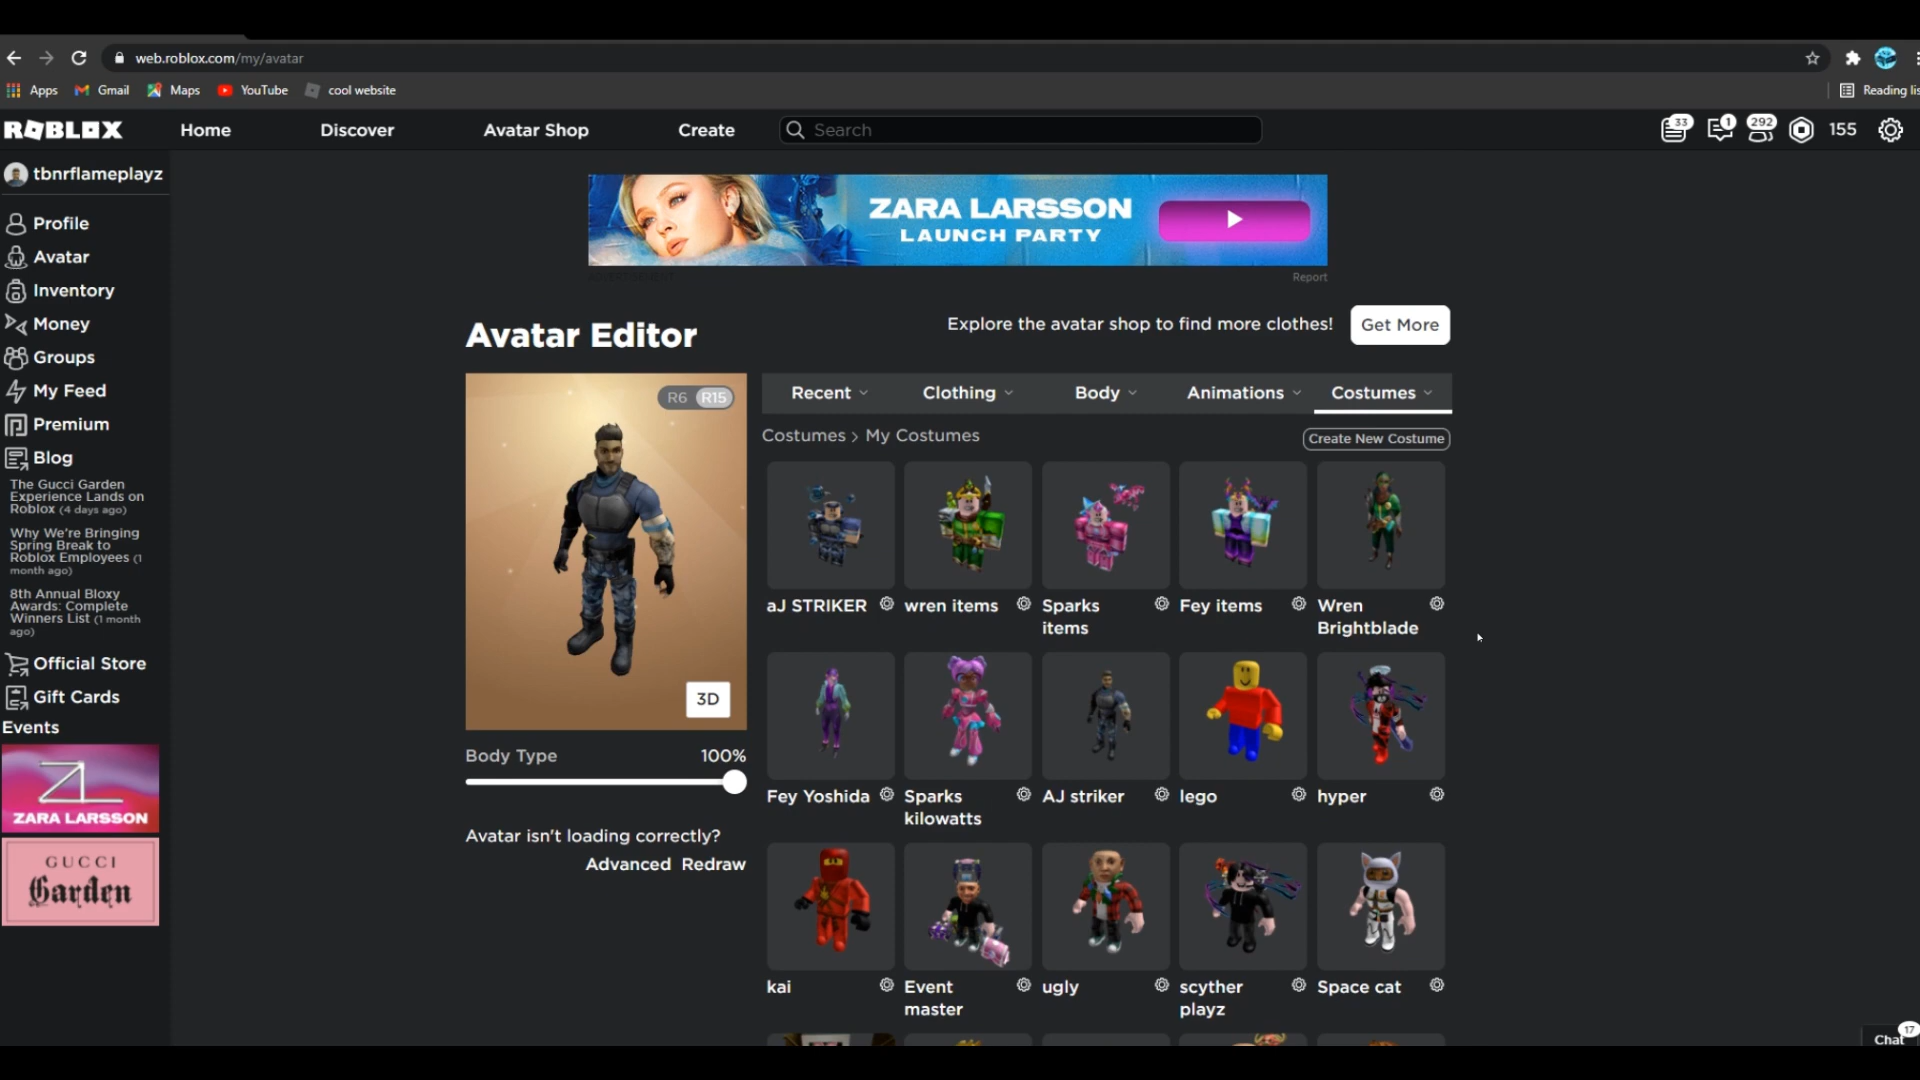 web.roblox.com/my/avatar
Apps Gmail Maps YouTube cool website Reading lis
ROBLOX Home Discover Avatar Shop Create Search 33 1 292 155
tbnrflameplayz
Profile
Avatar
Inventory
Money
Groups
My Feed
Premium
Blog
The Gucci Garden
Experience Lands on
Roblox (4 days ago)
Why We're Bringing
Spring Break to
Roblox Employees (1
month ago)
8th Annual Bloxy
Awards: Complete
Winners List (1 month
ago)
Official Store
Gift Cards
Events
ZARA LARSSON
GUCCI
Garden
ZARA LARSSON
LAUNCH PARTY
ADVERTISEMENT
Report
Avatar Editor
Explore the avatar shop to find more clothes! Get More
R6 R15
3D
Body Type 100%
Avatar isn't loading correctly?
Advanced Redraw
Recent Clothing Body Animations Costumes
Costumes > My Costumes Create New Costume
aJ STRIKER
wren items
Sparks
items
Fey items
Wren
Brightblade
Fey Yoshida
Sparks
kilowatts
AJ striker
lego
hyper
kai
Event
master
ugly
scyther
playz
Space cat
Chat 17